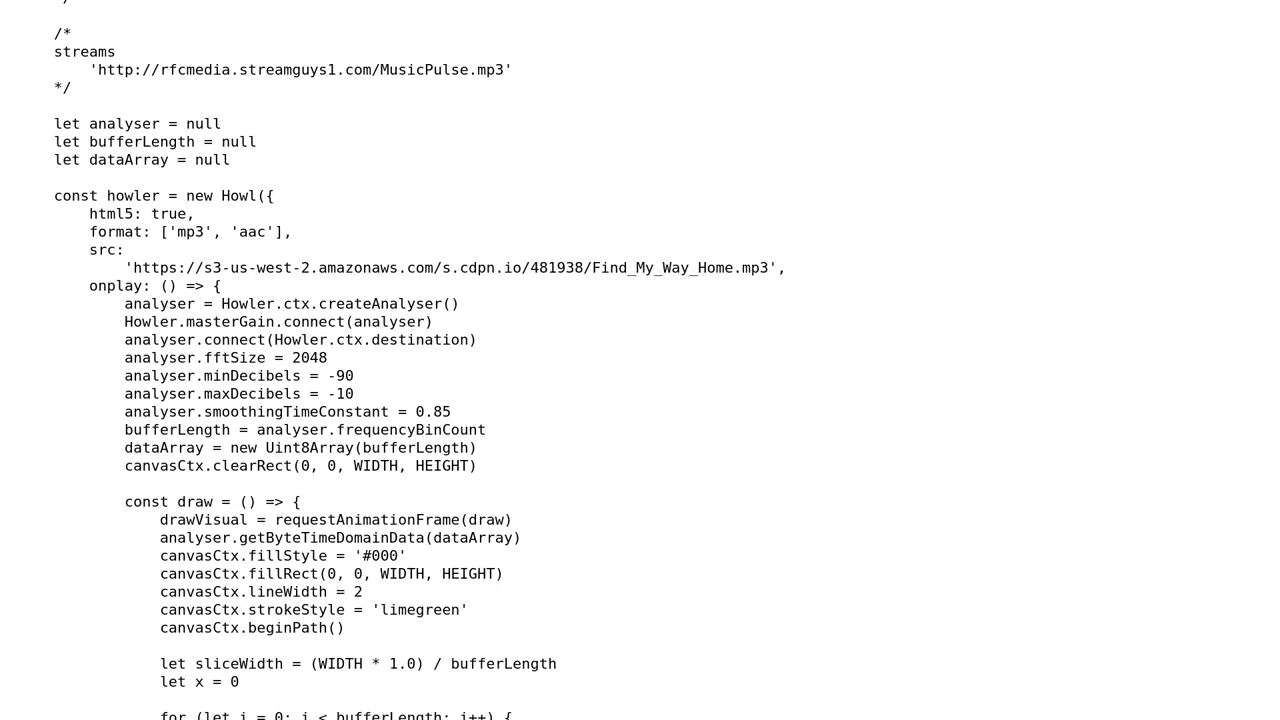 */
/*
streams
    'http://rfcmedia.streamguys1.com/MusicPulse.mp3'
*/
let analyser = null
let bufferLength = null
let dataArray = null
const howler = new Howl({
    html5: true,
    format: ['mp3', 'aac'],
    src:
        'https://s3-us-west-2.amazonaws.com/s.cdpn.io/481938/Find_My_Way_Home.mp3',
    onplay: () => {
        analyser = Howler.ctx.createAnalyser()
        Howler.masterGain.connect(analyser)
        analyser.connect(Howler.ctx.destination)
        analyser.fftSize = 2048
        analyser.minDecibels = -90
        analyser.maxDecibels = -10
        analyser.smoothingTimeConstant = 0.85
        bufferLength = analyser.frequencyBinCount
        dataArray = new Uint8Array(bufferLength)
        canvasCtx.clearRect(0, 0, WIDTH, HEIGHT)
        const draw = () => {
            drawVisual = requestAnimationFrame(draw)
            analyser.getByteTimeDomainData(dataArray)
            canvasCtx.fillStyle = '#000'
            canvasCtx.fillRect(0, 0, WIDTH, HEIGHT)
            canvasCtx.lineWidth = 2
            canvasCtx.strokeStyle = 'limegreen'
            canvasCtx.beginPath()
            let sliceWidth = (WIDTH * 1.0) / bufferLength
            let x = 0
            for (let i = 0; i < bufferLength; i++) {